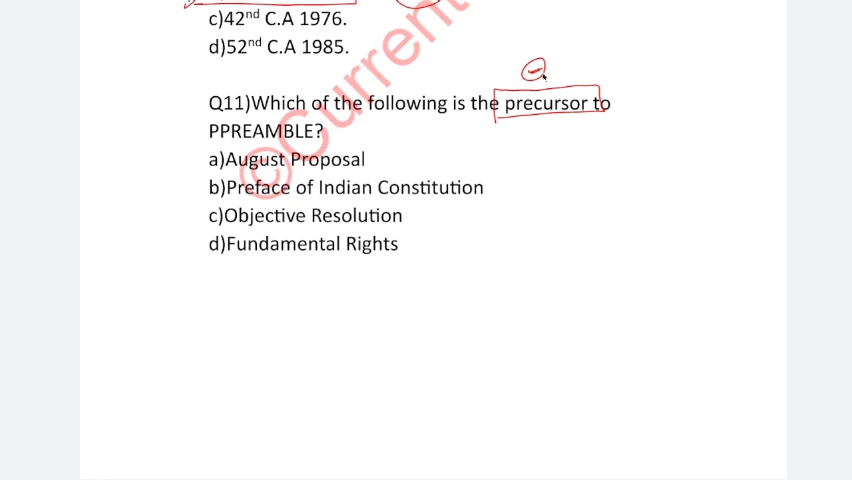 c)42nd C.A 1976.
d)52nd C.A 1985.
Q11)Which of the following is the precursor to
PPREAMBLE?
a)August Proposal
b)Preface of Indian Constitution
c)Objective Resolution
d)Fundamental Rights
©Current